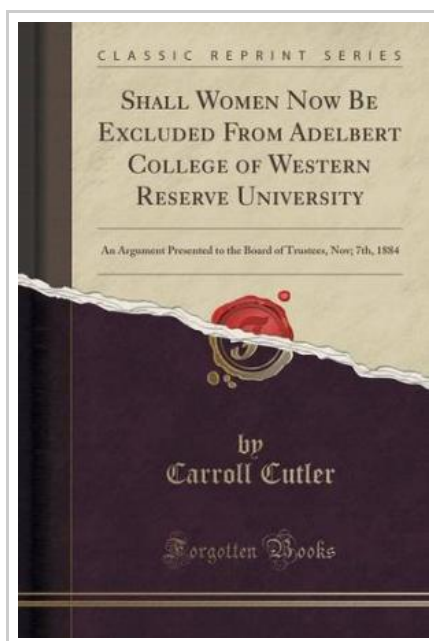 CLASSIC REPRINT SERIES
SHALL WOMEN NOW BE
EXCLUDED FROM ADELBERT
COLLEGE OF WESTERN
RESERVE UNIVERSITY
An Argument Presented to the Board of Trustees, Nov; 7th, 1884
by
Carroll Cutler
Forgotten Books